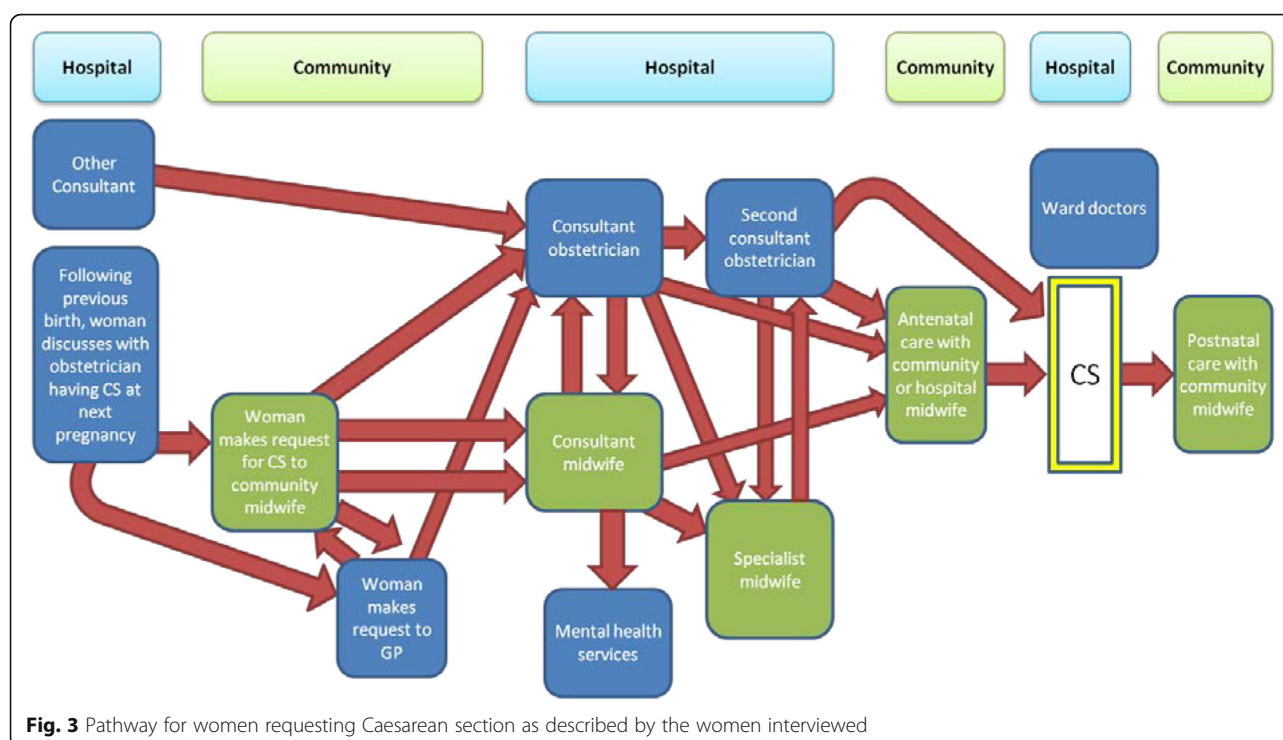 Hospital
Community
Hospital
Community
Hospital
Community
Other
Consultant
Following
previous
birth, woman
discusses with
obstetrician
having CS at
next
pregnancy
Woman
makes request
for CS to
community
midwife
Woman
makes
request to
GP
Consultant
obstetrician
Consultant
midwife
Mental health
services
Second
consultant
obstetrician
Specialist
midwife
Antenatal
care with
community
or hospital
midwife
Ward doctors
CS
Postnatal
care with
community
midwife
Fig. 3 Pathway for women requesting Caesarean section as described by the women interviewed